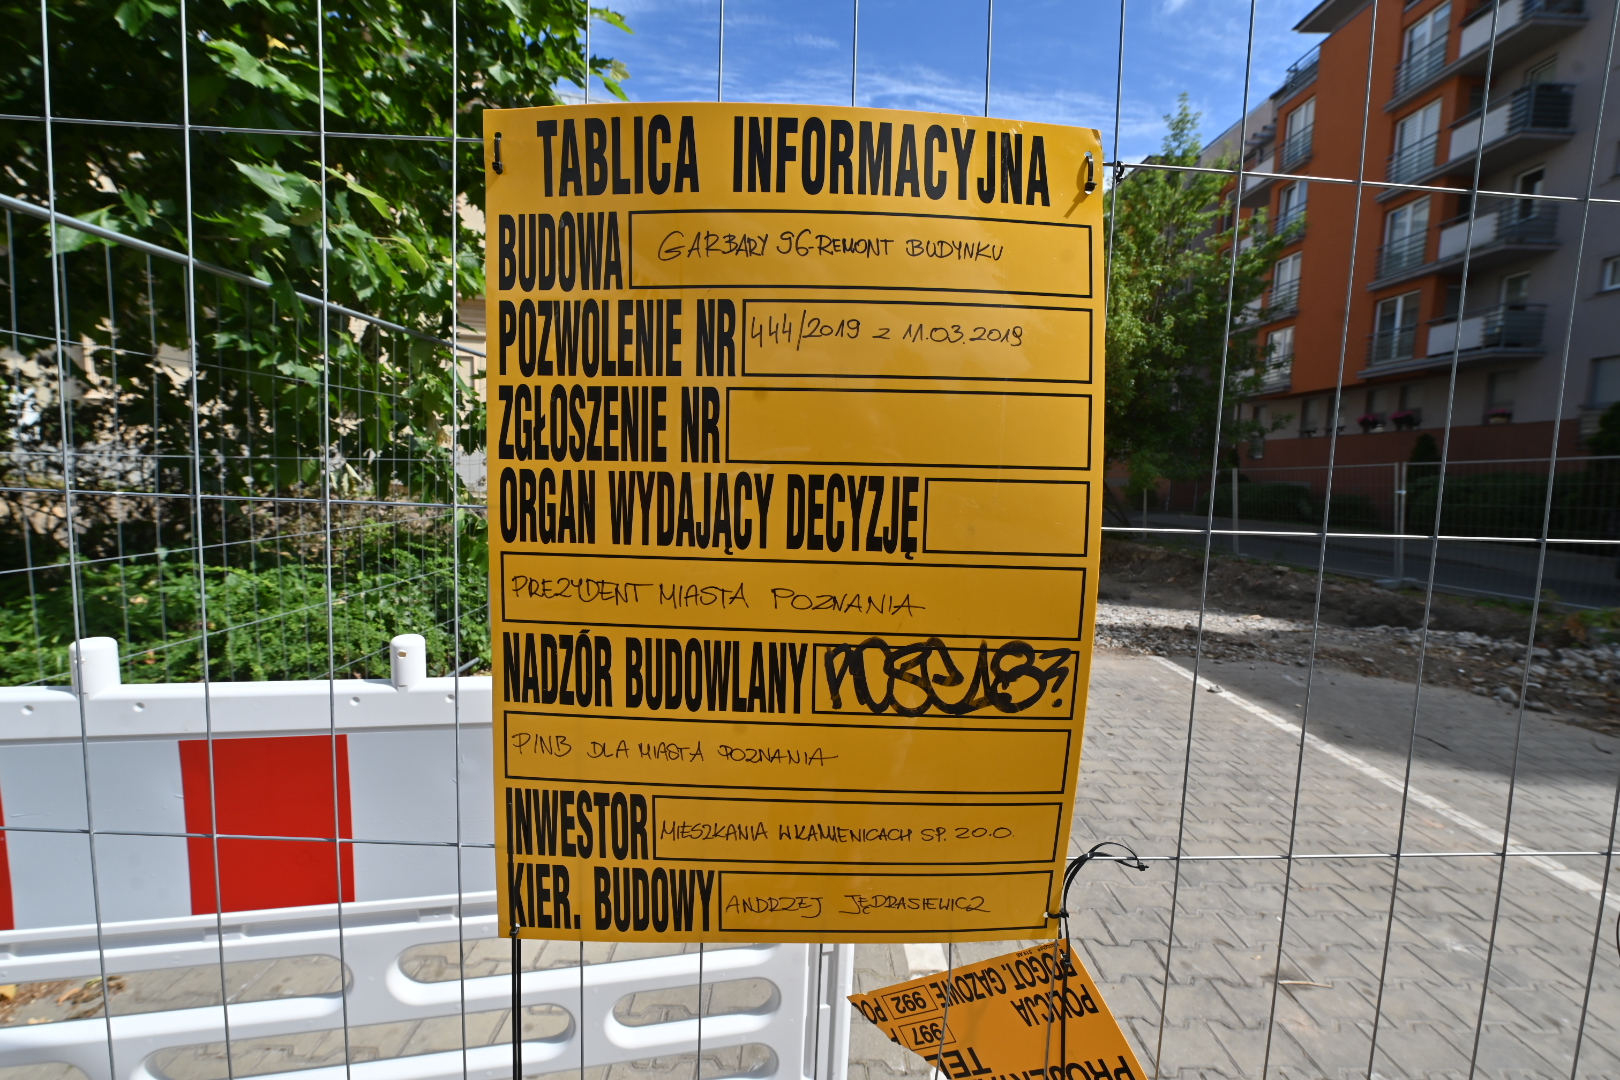 TABLICA INFORMACYJNA
BUDOWA GARBARY 96-REMONT BUDYNKU
POZWOLENIE NR 444/2019 z 11.03.2019
ZGŁOSZENIE NR
ORGAN WYDAJĄCY DECYZJĘ
PREZYDENT MIASTA POZNANIA
NADZÓR BUDOWLANY
PINB DLA MIASTA POZNANIA
INWESTOR MIESZKANIA W KAMIENICACH SP. ZO.O.
KIER. BUDOWY ANDRZEJ JĘDRASIEWICZ
POGOT. GAZOWE 992
POLICJA 997